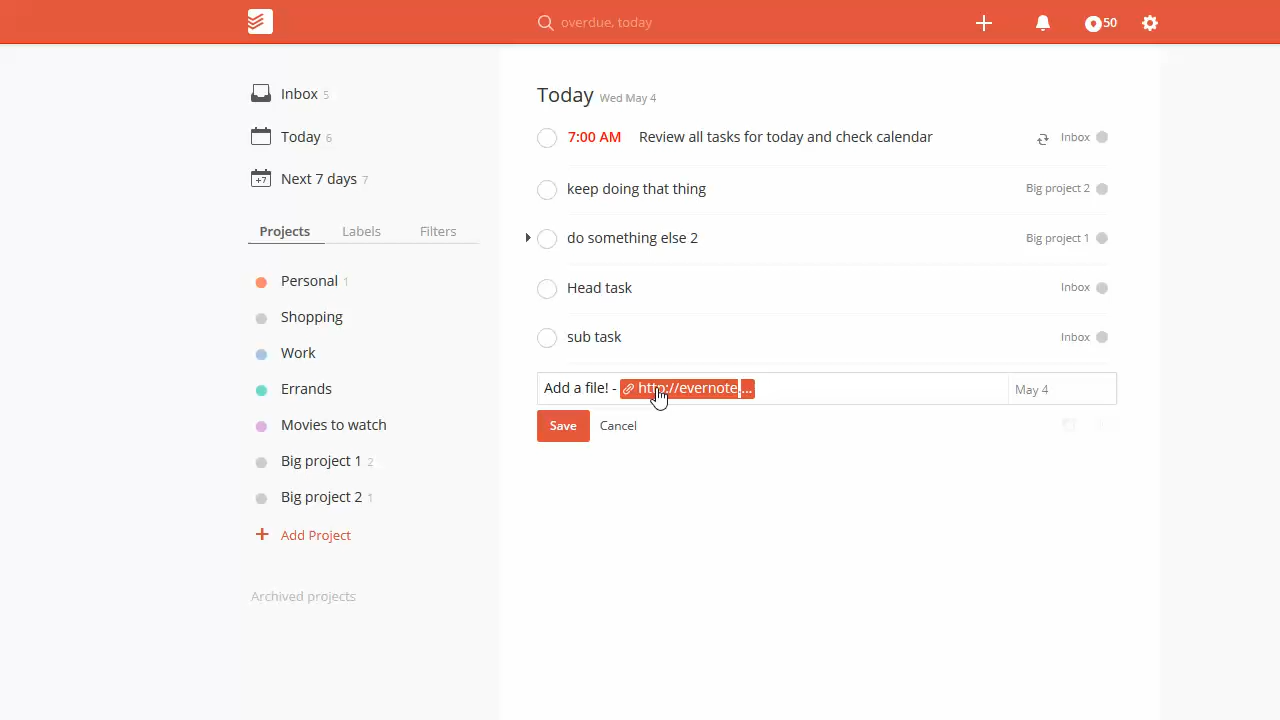 overdue, today
50
Inbox 5
Today 6
+7
Next 7 days 7
Projects Labels Filters
Personal 1
Shopping
Work
Errands
Movies to watch
Big project 1 2
Big project 2 1
+ Add Project
Archived projects
Today Wed May 4
7:00 AM Review all tasks for today and check calendar Inbox
keep doing that thing Big project 2
do something else 2 Big project 1
Head task Inbox
sub task Inbox
Add a file! - http://evernote.... May 4
Save Cancel